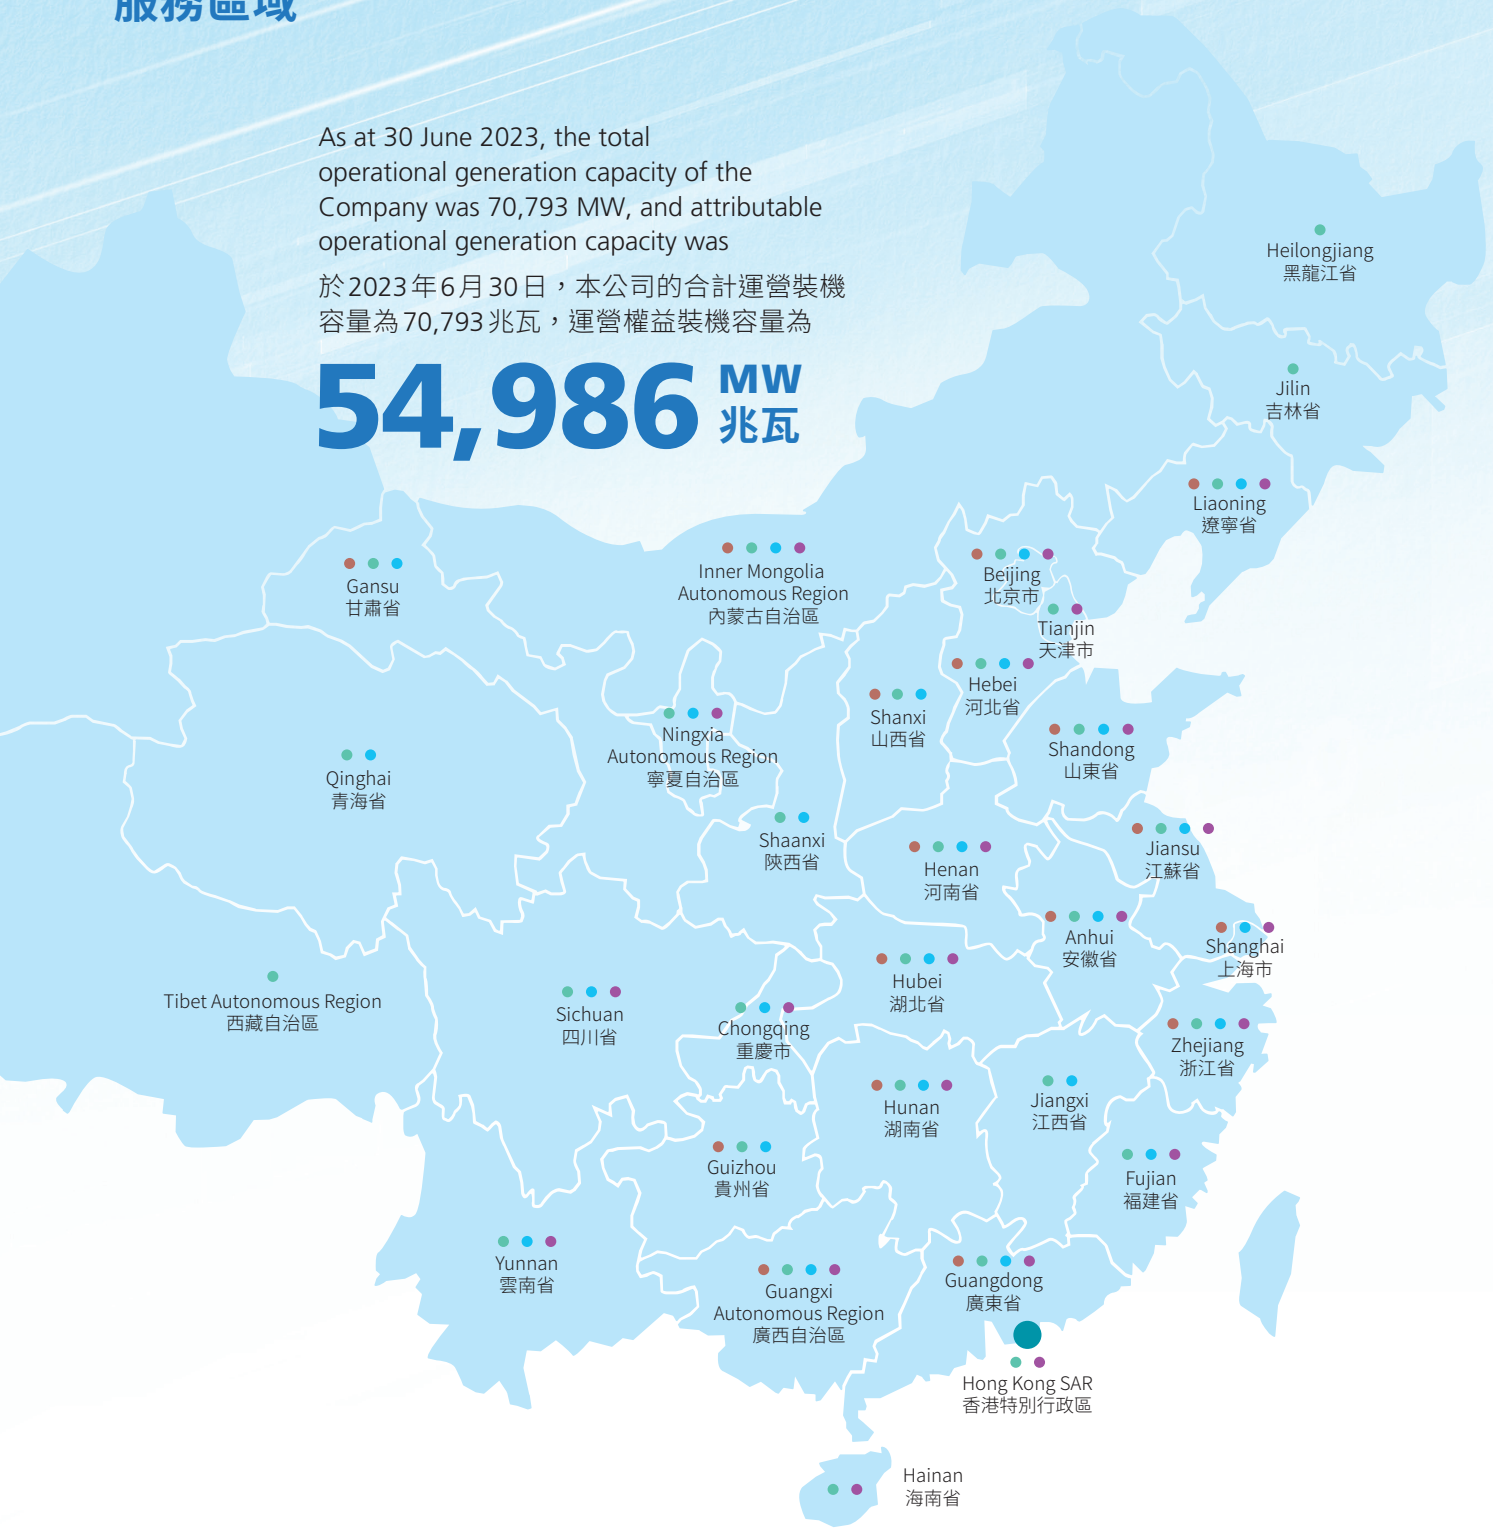 服務區域
As at 30 June 2023, the total
operational generation capacity of the
Company was 70,793 MW, and attributable
operational generation capacity was
於2023年6月30日，本公司的合計運營裝機
容量為70,793兆瓦，運營權益裝機容量為
54,986 MW
兆瓦
Heilongjiang
黑龍江省
Jilin
吉林省
Liaoning
遼寧省
Inner Mongolia
Autonomous Region
內蒙古自治區
Beijing
北京市
Gansu
甘肅省
Tianjin
天津市
Hebei
河北省
Shanxi
山西省
Ningxia
Autonomous Region
寧夏自治區
Shandong
山東省
Qinghai
青海省
Shaanxi
陝西省
Jiansu
江蘇省
Henan
河南省
Anhui
安徽省
Shanghai
上海市
Hubei
湖北省
Tibet Autonomous Region
西藏自治區
Sichuan
四川省
Chongqing
重慶市
Zhejiang
浙江省
Hunan
湖南省
Jiangxi
江西省
Guizhou
貴州省
Fujian
福建省
Yunnan
雲南省
Guangxi
Autonomous Region
廣西自治區
Guangdong
廣東省
Hong Kong SAR
香港特別行政區
Hainan
海南省